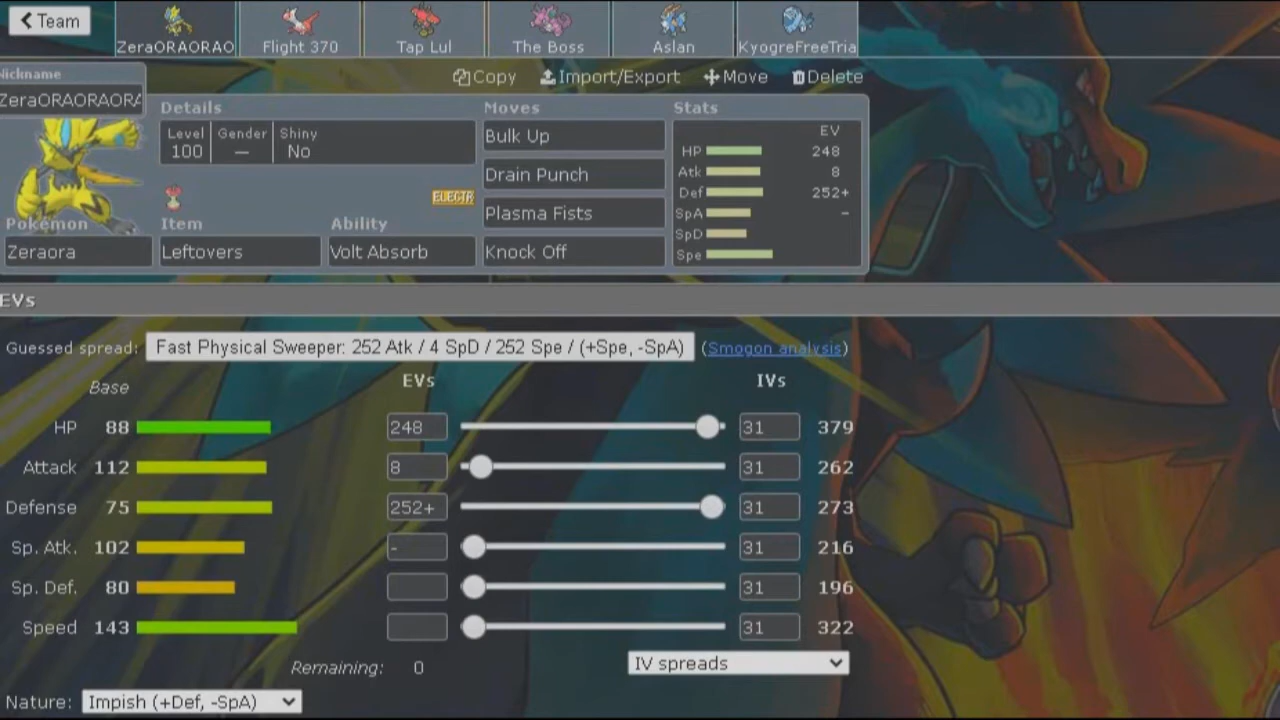 Team
ZeraORAORAO
Flight 370
Tap Lul
The Boss
Aslan
KyogreFreeTria
Copy Import/Export Move Delete
Nickname
ZeraORAORAORA
Details
Level Gender Shiny
100 — No
ELECTR
Pokémon Item Ability
Zeraora Leftovers Volt Absorb
Moves
Bulk Up
Drain Punch
Plasma Fists
Knock Off
Stats
EV
HP 248
Atk 8
Def 252+
SpA -
SpD
Spe
EVs
Guessed spread: Fast Physical Sweeper: 252 Atk / 4 SpD / 252 Spe / (+Spe, -SpA) (Smogon analysis)
Base EVs IVs
HP 88 248 31 379
Attack 112 8 31 262
Defense 75 252+ 31 273
Sp. Atk. 102 - 31 216
Sp. Def. 80 31 196
Speed 143 31 322
Remaining: 0 IV spreads
Nature: Impish (+Def, -SpA)